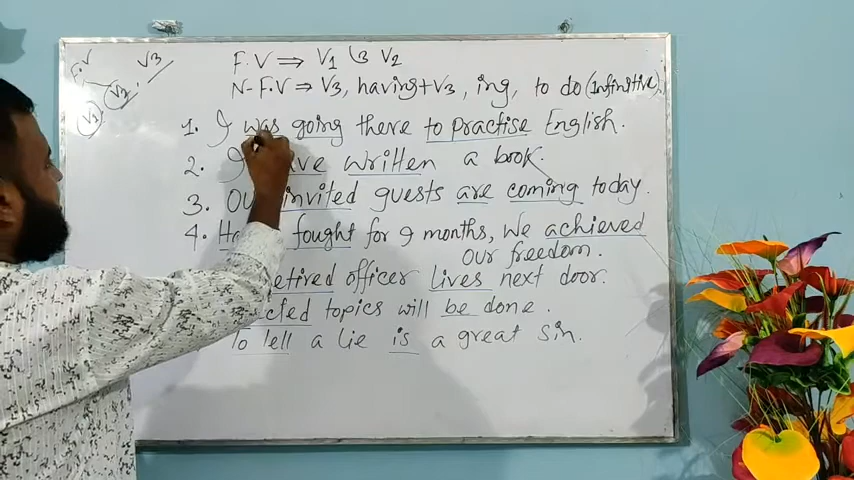 F.V V3
V3
V3
F.V ⇒ V1 ও V2
N-F.V ⇒ V3, having+V3, ing, to do (Infinitive).
1. I was going there to practise English.
2. written a book.
3. invited guests are coming today.
4. fought for 9 months, We achieved
our freedom.
retired officer lives next door.
topics will be done.
To tell a lie is a great sin.